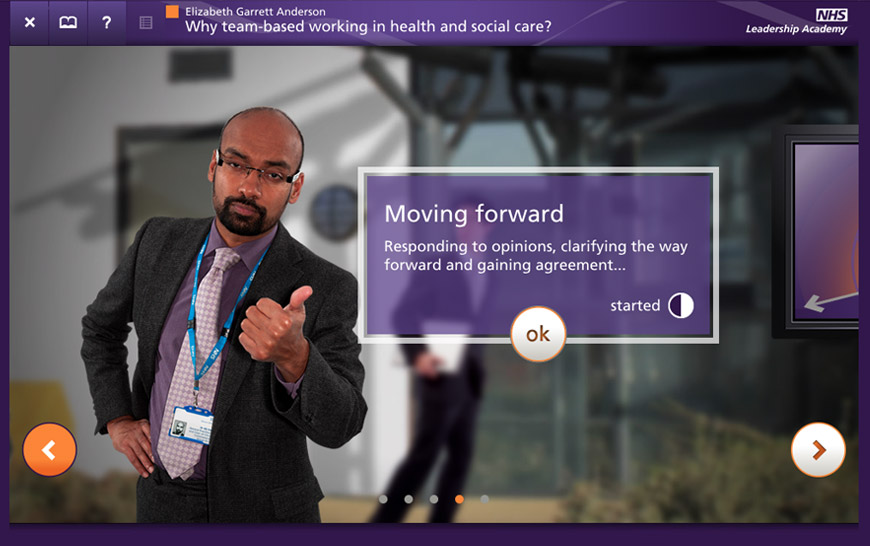 ?
Elizabeth Garrett Anderson
Why team-based working in health and social care?
NHS
Leadership Academy
Moving forward
Responding to opinions, clarifying the way
forward and gaining agreement...
started
ok